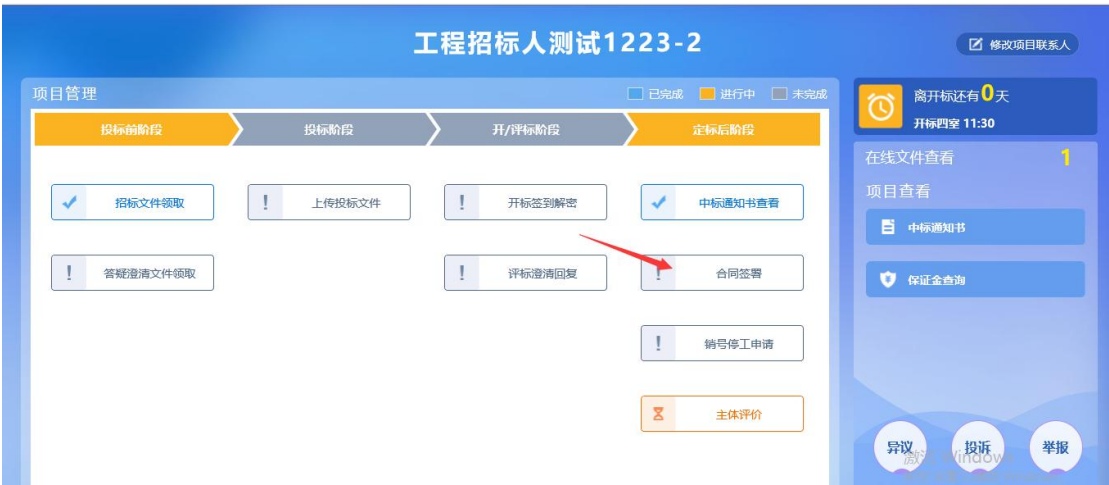 工程招标人测试1223-2
修改项目联系人
项目管理
已完成 进行中 未完成
投标前阶段 投标阶段 开/评标阶段 定标后阶段
招标文件领取 ! 上传投标文件 ! 开标签到解密 中标通知书查看
! 答疑澄清文件领取 ! 评标澄清回复 ! 合同签署
! 销号停工申请
主体评价
离开标还有0天
开标四室 11:30
在线文件查看 1
项目查看
中标通知书
保证金查询
异议 投诉 举报
激活 Windows